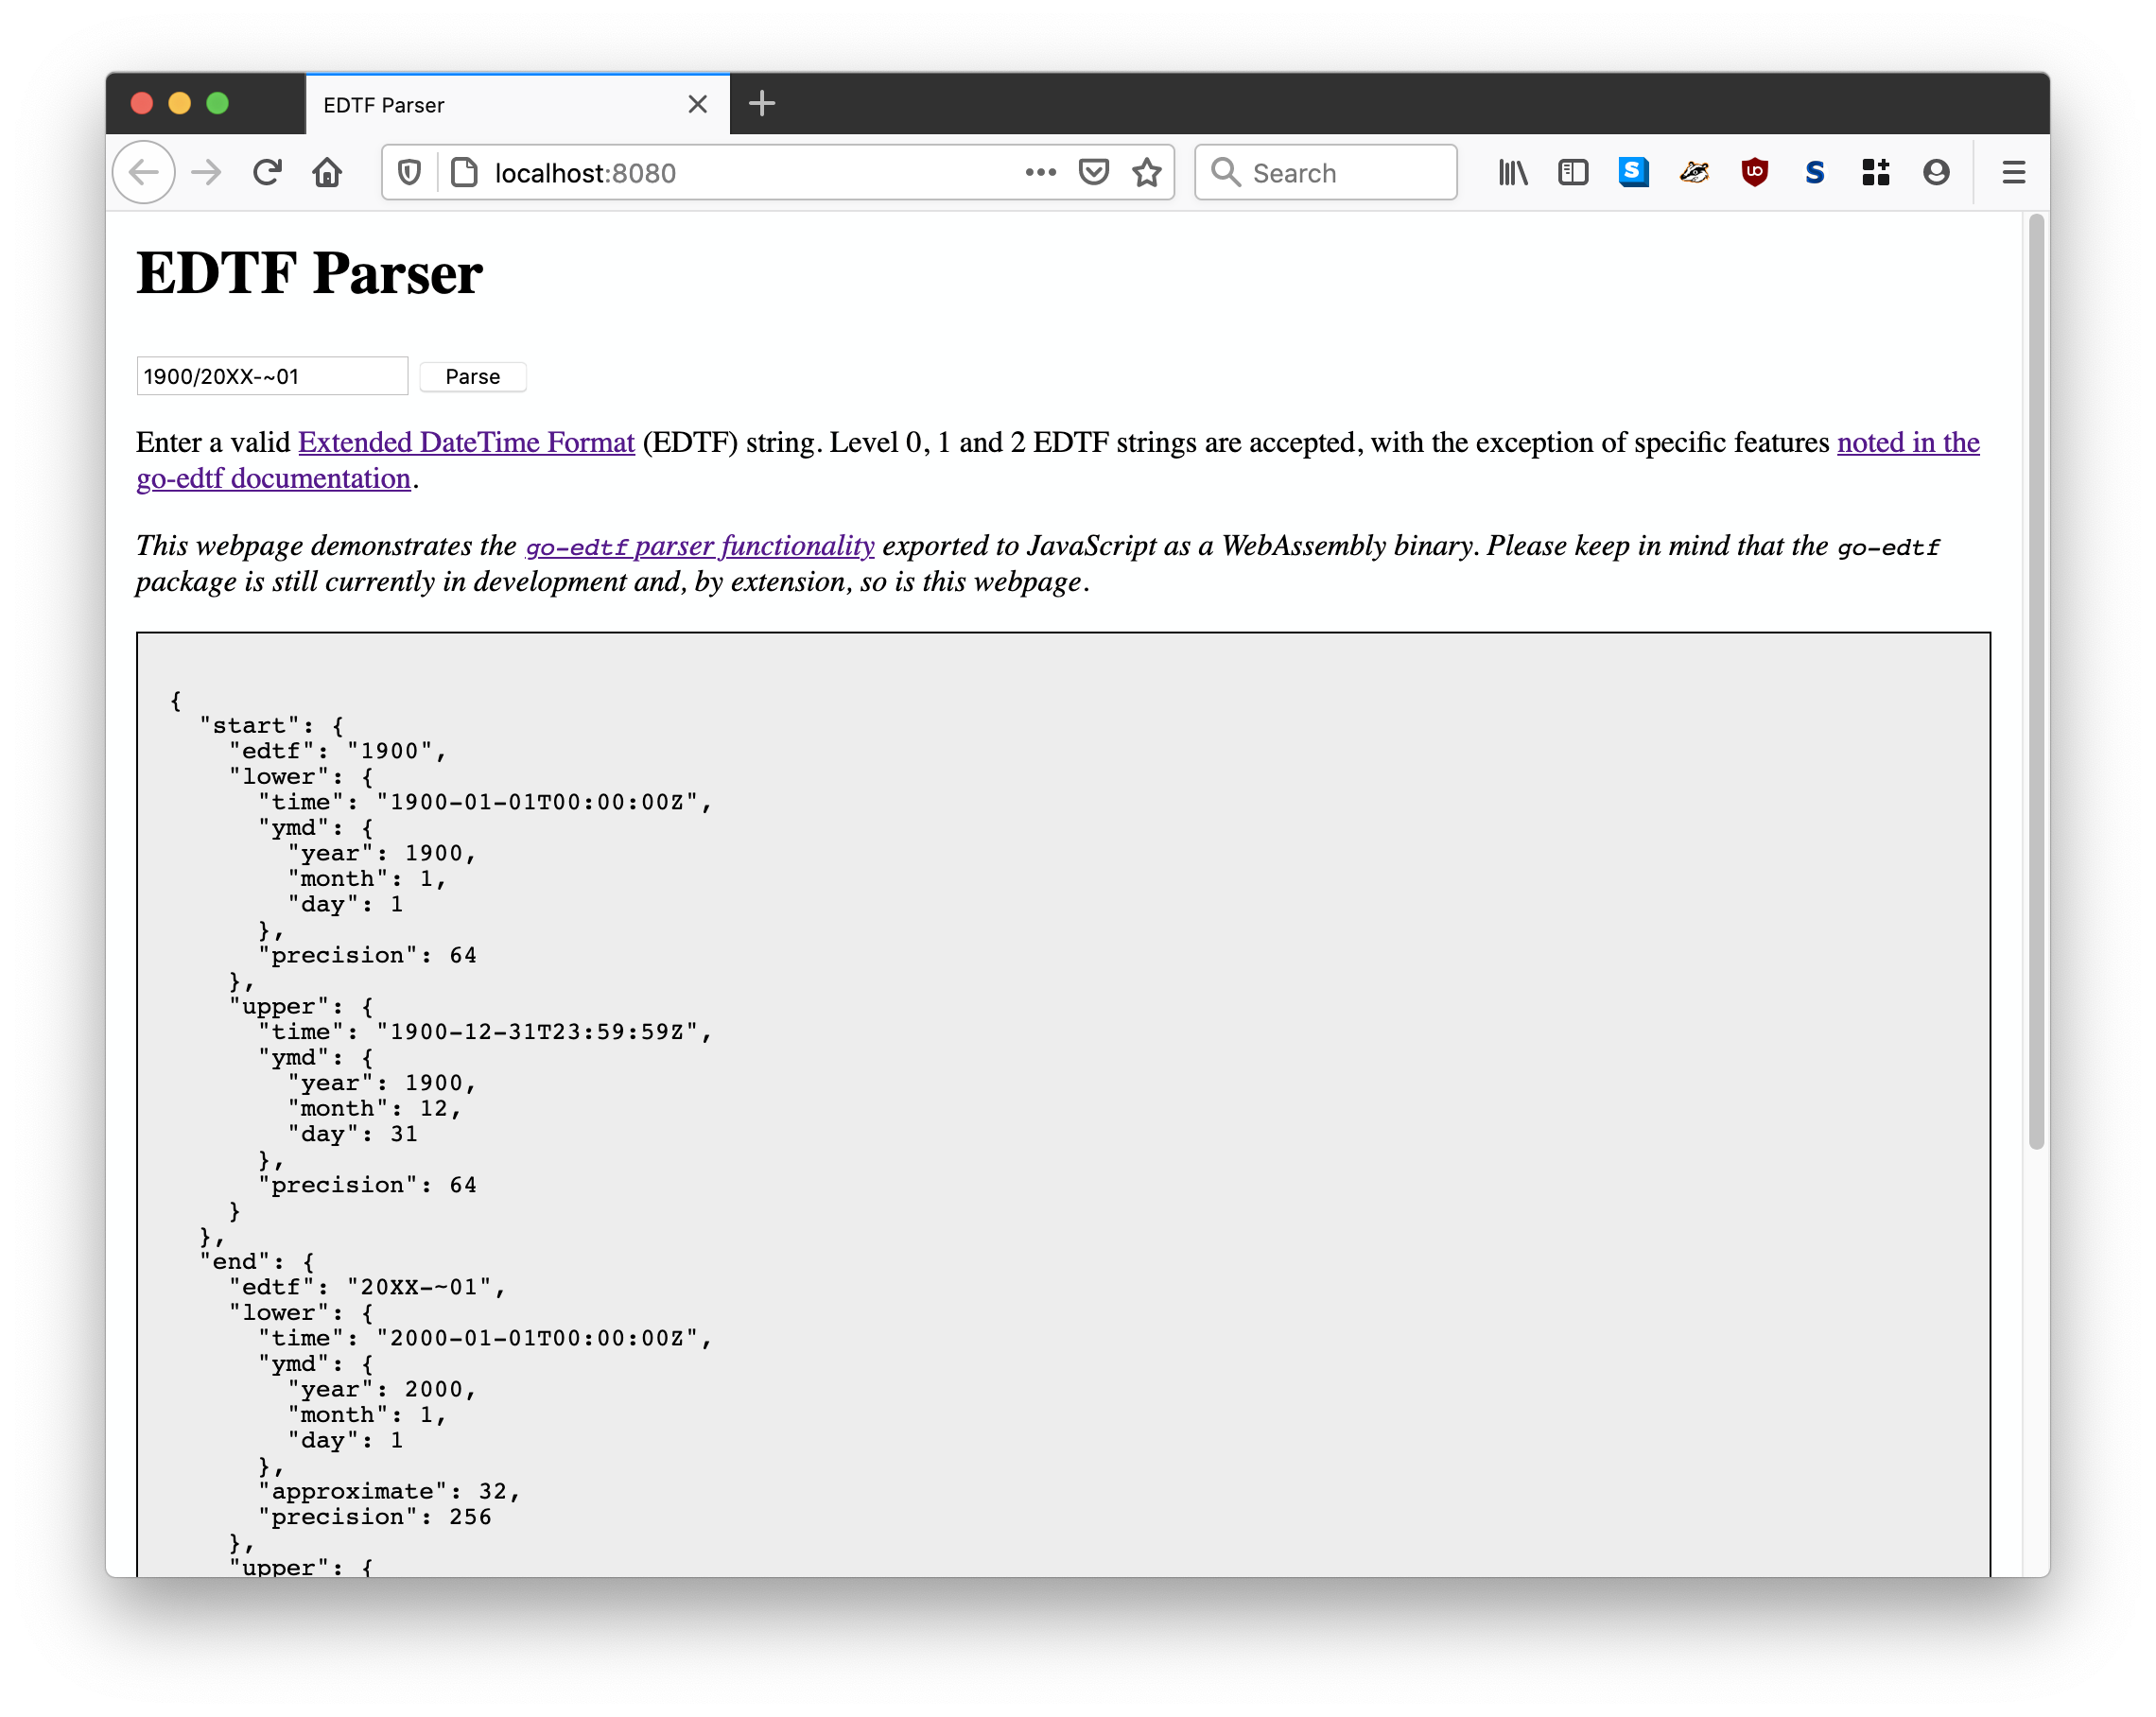 EDTF Parser
localhost:8080
Search
EDTF Parser
1900/20XX-~01 Parse
Enter a valid Extended DateTime Format (EDTF) string. Level 0, 1 and 2 EDTF strings are accepted, with the exception of specific features noted in the
go-edtf documentation.
This webpage demonstrates the go-edtf parser functionality exported to JavaScript as a WebAssembly binary. Please keep in mind that the go-edtf
package is still currently in development and, by extension, so is this webpage.
{
  "start": {
    "edtf": "1900",
    "lower": {
      "time": "1900-01-01T00:00:00Z",
      "ymd": {
        "year": 1900,
        "month": 1,
        "day": 1
      },
      "precision": 64
    },
    "upper": {
      "time": "1900-12-31T23:59:59Z",
      "ymd": {
        "year": 1900,
        "month": 12,
        "day": 31
      },
      "precision": 64
    }
  },
  "end": {
    "edtf": "20XX-~01",
    "lower": {
      "time": "2000-01-01T00:00:00Z",
      "ymd": {
        "year": 2000,
        "month": 1,
        "day": 1
      },
      "approximate": 32,
      "precision": 256
    },
    "upper": {